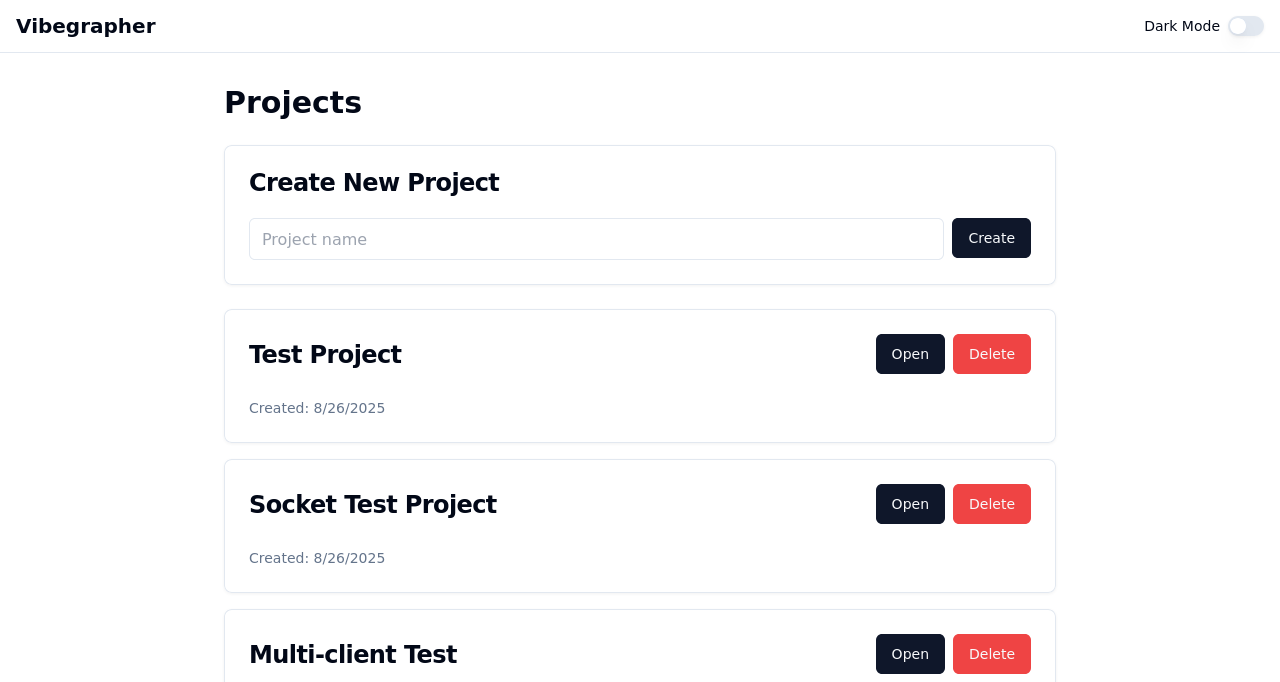 Vibegrapher
Dark Mode
Projects
Create New Project
Project name
Create
Test Project
Open
Delete
Created: 8/26/2025
Socket Test Project
Open
Delete
Created: 8/26/2025
Multi-client Test
Open
Delete